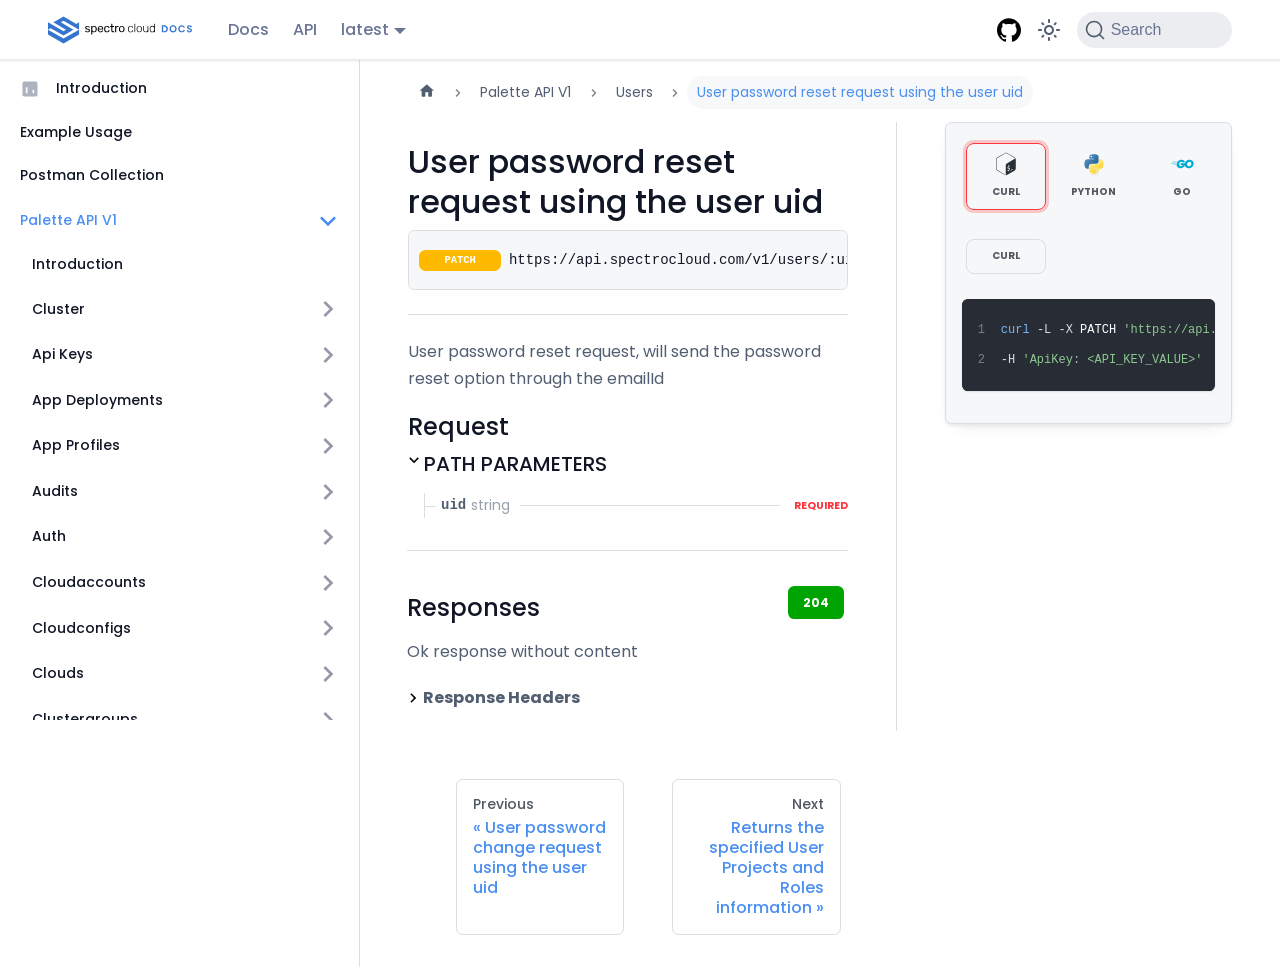 spectro cloud DOCS Docs API latest Search
Introduction
Example Usage
Postman Collection
Palette API V1
Introduction
Cluster
Api Keys
App Deployments
App Profiles
Audits
Auth
Cloudaccounts
Cloudconfigs
Clouds
Clustergroups
Palette API V1 Users User password reset request using the user uid
User password reset
request using the user uid
PATCH https://api.spectrocloud.com/v1/users/:ui
User password reset request, will send the password
reset option through the emailId
Request
PATH PARAMETERS
uid string REQUIRED
Responses 204
Ok response without content
Response Headers
CURL PYTHON GO
CURL
1 curl -L -X PATCH 'https://api.
2 -H 'ApiKey: <API_KEY_VALUE>'
Previous
« User password
change request
using the user
uid
Next
Returns the
specified User
Projects and
Roles
information »